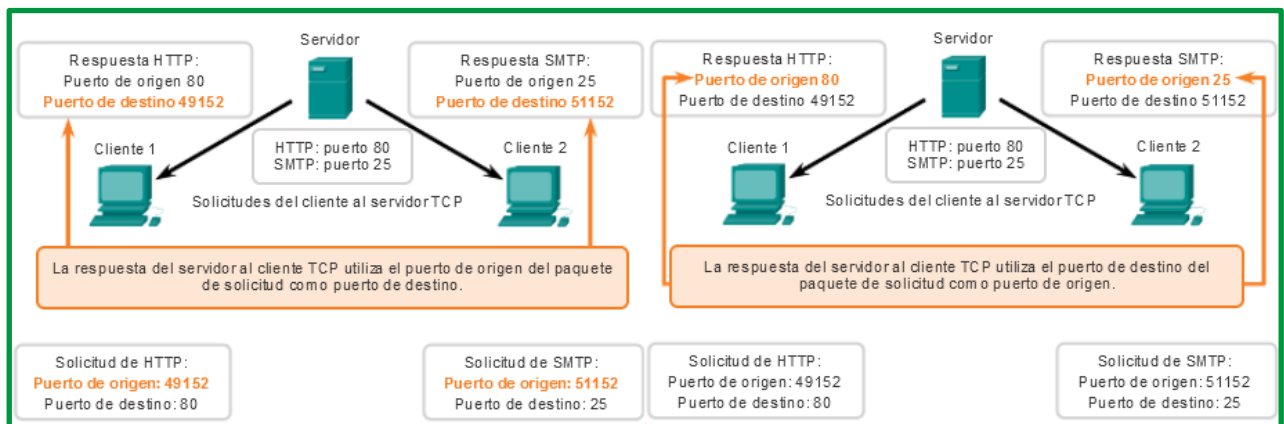 Servidor
Respuesta HTTP:
Puerto de origen 80
Puerto de destino 49152
Respuesta SMTP:
Puerto de origen 25
Puerto de destino 51152
Cliente 1
HTTP: puerto 80
SMTP: puerto 25
Cliente 2
Solicitudes del cliente al servidor TCP
La respuesta del servidor al cliente TCP utiliza el puerto de origen del paquete
de solicitud como puerto de destino.
Solicitud de HTTP:
Puerto de origen: 49152
Puerto de destino: 80
Solicitud de SMTP:
Puerto de origen: 51152
Puerto de destino: 25
Servidor
Respuesta HTTP:
Puerto de origen 80
Puerto de destino 49152
Respuesta SMTP:
Puerto de origen 25
Puerto de destino 51152
Cliente 1
HTTP: puerto 80
SMTP: puerto 25
Cliente 2
Solicitudes del cliente al servidor TCP
La respuesta del servidor al cliente TCP utiliza el puerto de destino del
paquete de solicitud como puerto de origen.
Solicitud de HTTP:
Puerto de origen: 49152
Puerto de destino: 80
Solicitud de SMTP:
Puerto de origen: 51152
Puerto de destino: 25